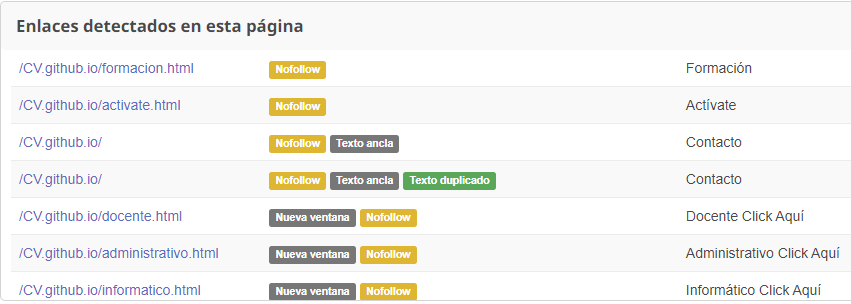 Enlaces detectados en esta página
/CV.github.io/formacion.html Nofollow Formación
/CV.github.io/activate.html Nofollow Actívate
/CV.github.io/ Nofollow Texto ancla Contacto
/CV.github.io/ Nofollow Texto ancla Texto duplicado Contacto
/CV.github.io/docente.html Nueva ventana Nofollow Docente Click Aquí
/CV.github.io/administrativo.html Nueva ventana Nofollow Administrativo Click Aquí
/CV.github.io/informatico.html Nueva ventana Nofollow Informático Click Aquí